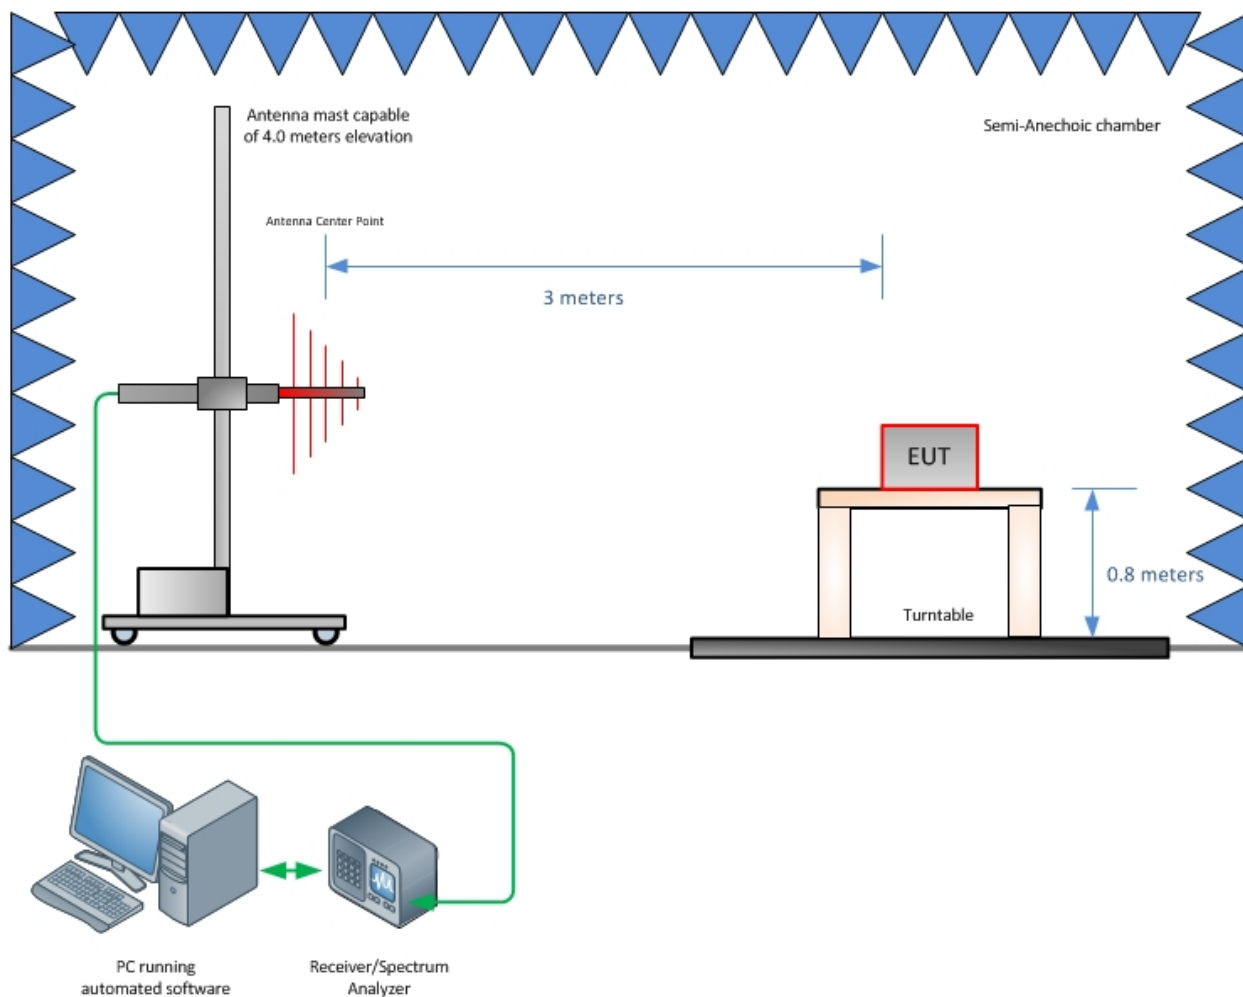 Antenna mast capable
of 4.0 meters elevation
Semi-Anechoic chamber
Antenna Center Point
3 meters
EUT
0.8 meters
Turntable
PC running
automated software
Receiver/Spectrum
Analyzer